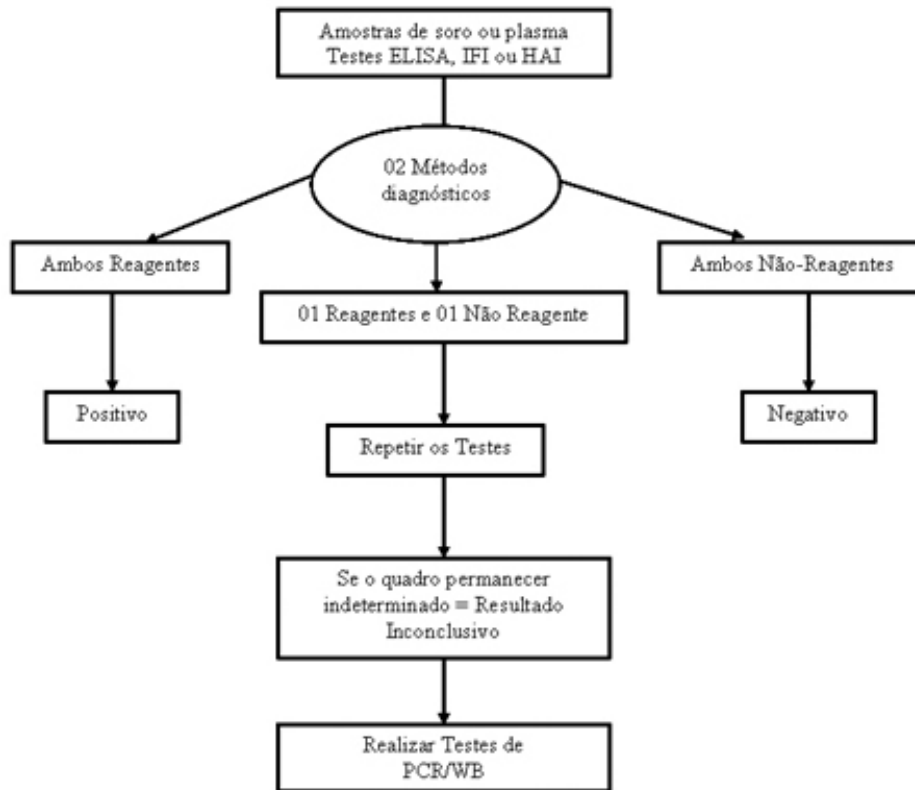 Amostras de soro ou plasma
Testes ELISA, IFI ou HAI
02 Métodos
diagnósticos
Ambos Reagentes
Ambos Não-Reagentes
01 Reagentes e 01 Não Reagente
Positivo
Negativo
Repetir os Testes
Se o quadro permanecer
indeterminado = Resultado
Inconclusivo
Realizar Testes de
PCR/WB